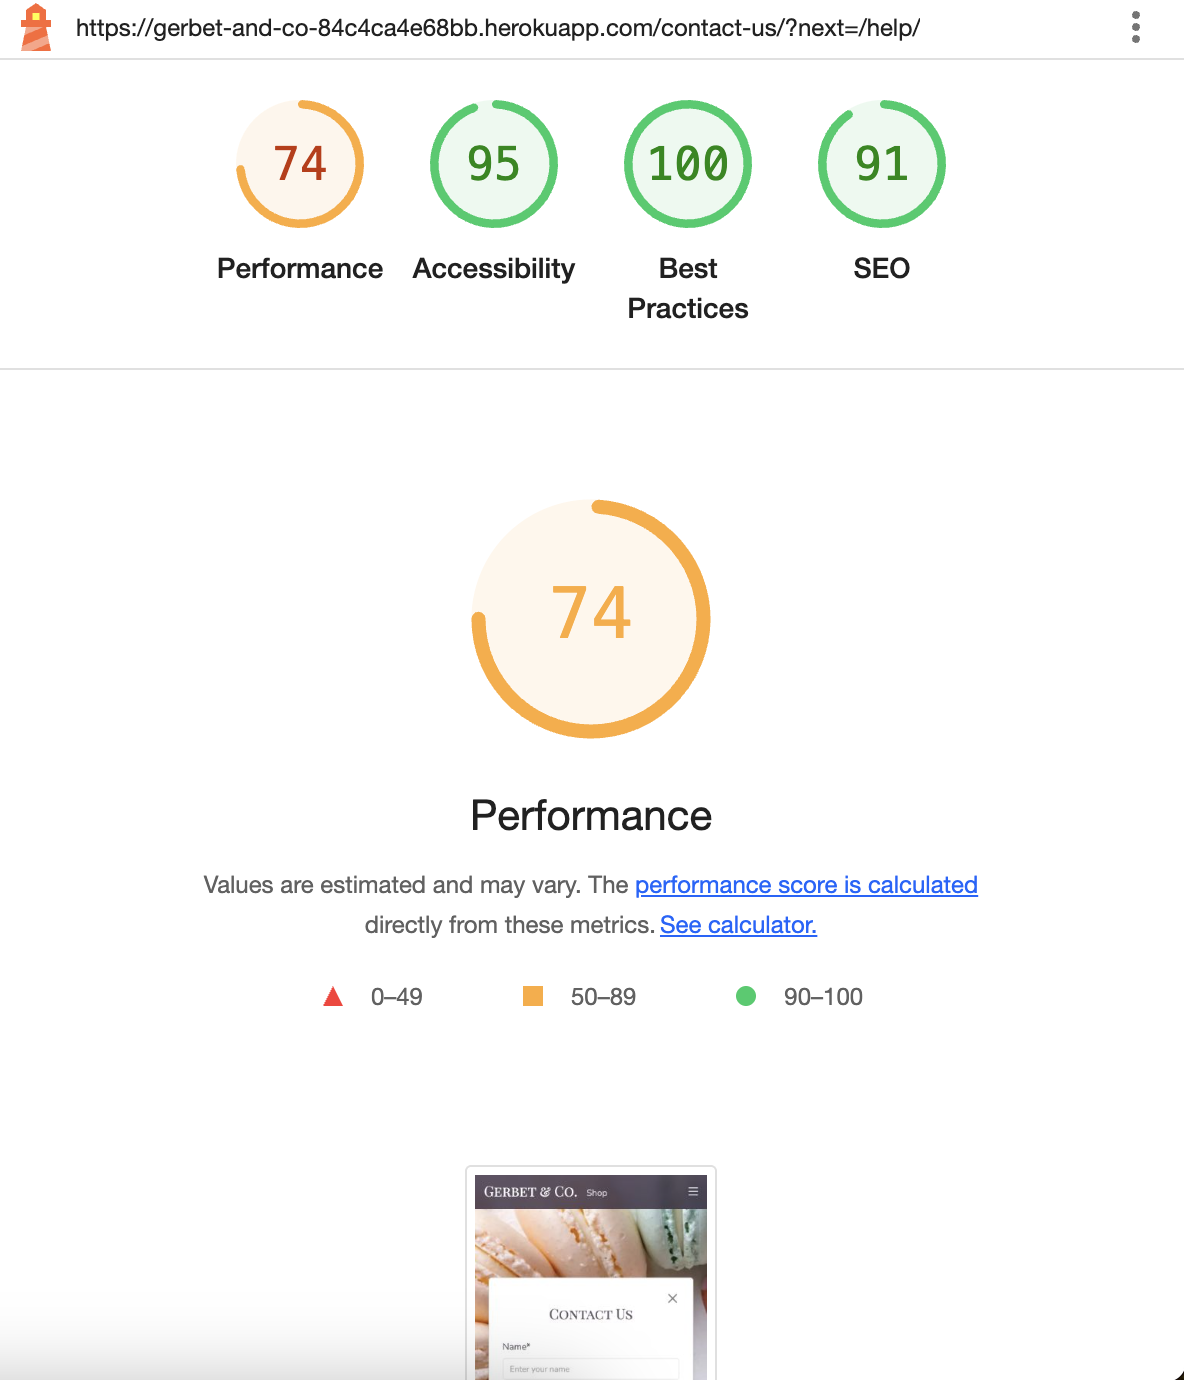 https://gerbet-and-co-84c4ca4e68bb.herokuapp.com/contact-us/?next=/help/
74
95
100
91
Performance
Accessibility
Best
Practices
SEO
74
Performance
Values are estimated and may vary. The performance score is calculated
directly from these metrics. See calculator.
0–49
50–89
90–100
GERBET & CO. Shop
CONTACT US
Name*
Enter your name